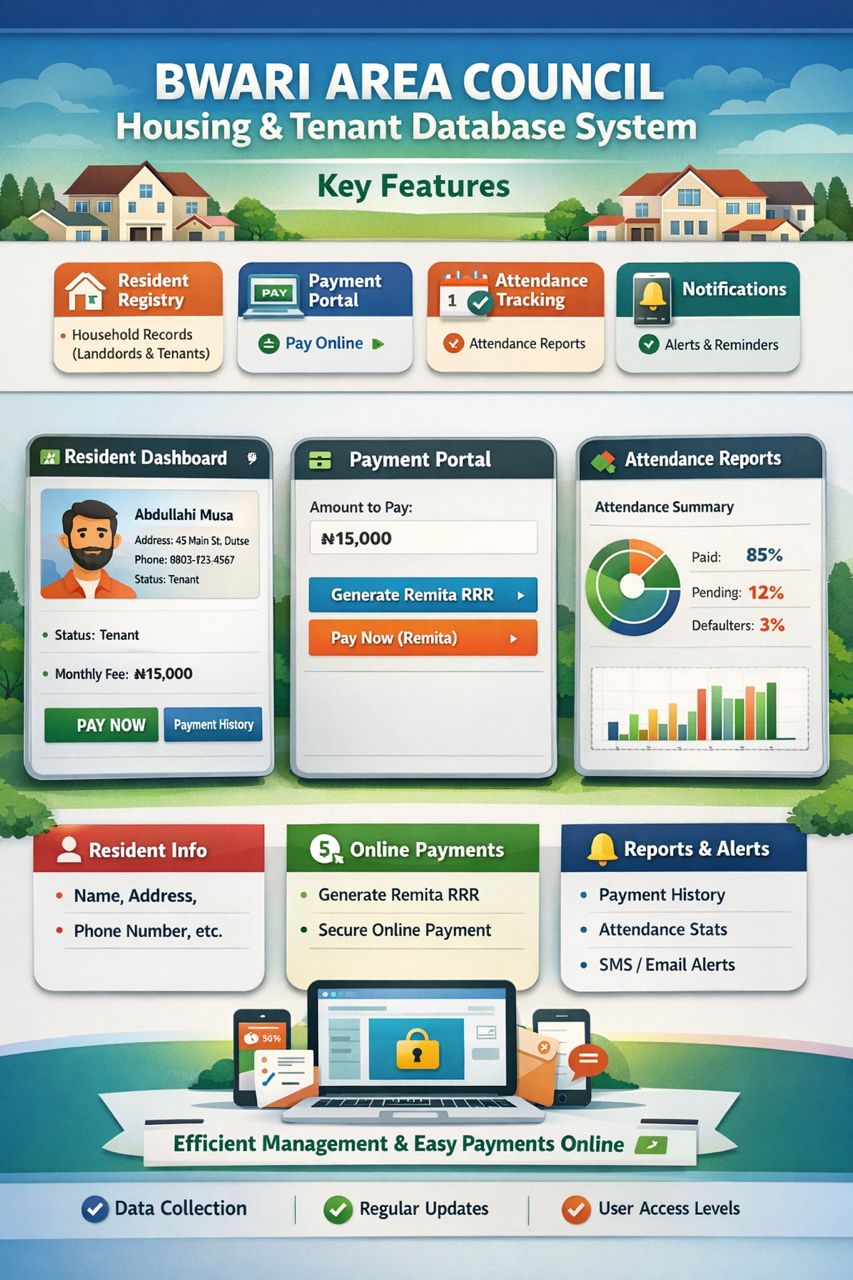 BWARI AREA COUNCIL
Housing & Tenant Database System
Key Features
Resident
Registry
• Household Records
(Landdords & Tenants)
PAY
Payment
Portal
Pay Online
1
Attendance
Tracking
Attendance Reports
Notifications
Alerts & Reminders
Resident Dashboard
Abdullahi Musa
Address: 45 Main St, Dutse
Phone: 0803-123-4567
Status: Tenant
• Status: Tenant
• Monthly Fee: ₦15,000
PAY NOW
Payment History
Payment Portal
Amount to Pay:
₦15,000
Generate Remita RRR
Pay Now (Remita)
Attendance Reports
Attendance Summary
Paid: 85%
Pending: 12%
Defaulters: 3%
Resident Info
• Name, Address,
• Phone Number, etc.
5
Online Payments
• Generate Remita RRR
• Secure Online Payment
Reports & Alerts
• Payment History
• Attendance Stats
• SMS / Email Alerts
Efficient Management & Easy Payments Online
Data Collection
Regular Updates
User Access Levels